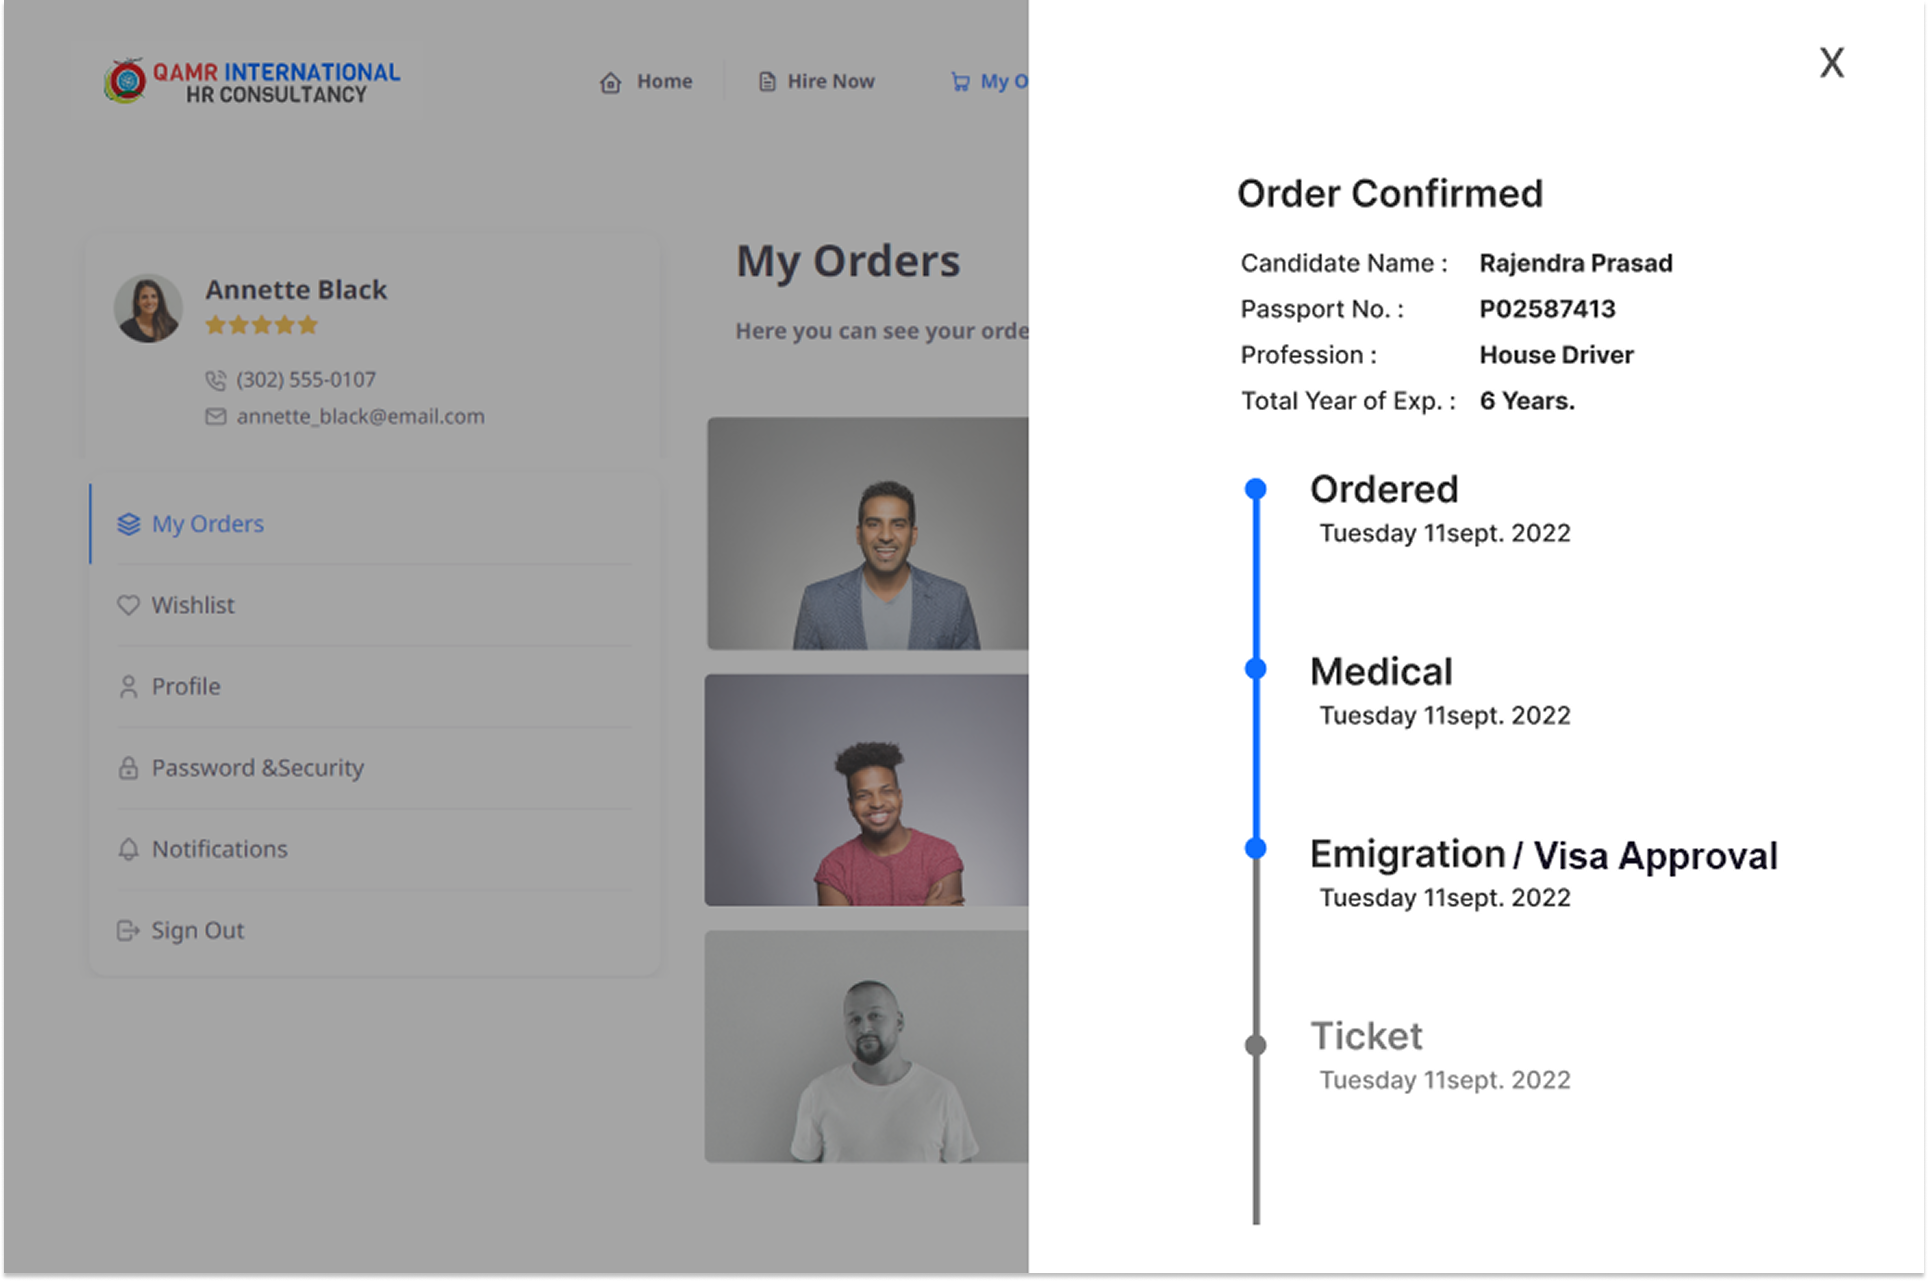 QAMR INTERNATIONAL
HR CONSULTANCY
Home
Hire Now
My O
Annette Black
(302) 555-0107
annette_black@email.com
My Orders
Wishlist
Profile
Password &Security
Notifications
Sign Out
My Orders
Here you can see your orde
X
Order Confirmed
Candidate Name : Rajendra Prasad
Passport No. : P02587413
Profession : House Driver
Total Year of Exp. : 6 Years.
Ordered
Tuesday 11sept. 2022
Medical
Tuesday 11sept. 2022
Emigration / Visa Approval
Tuesday 11sept. 2022
Ticket
Tuesday 11sept. 2022